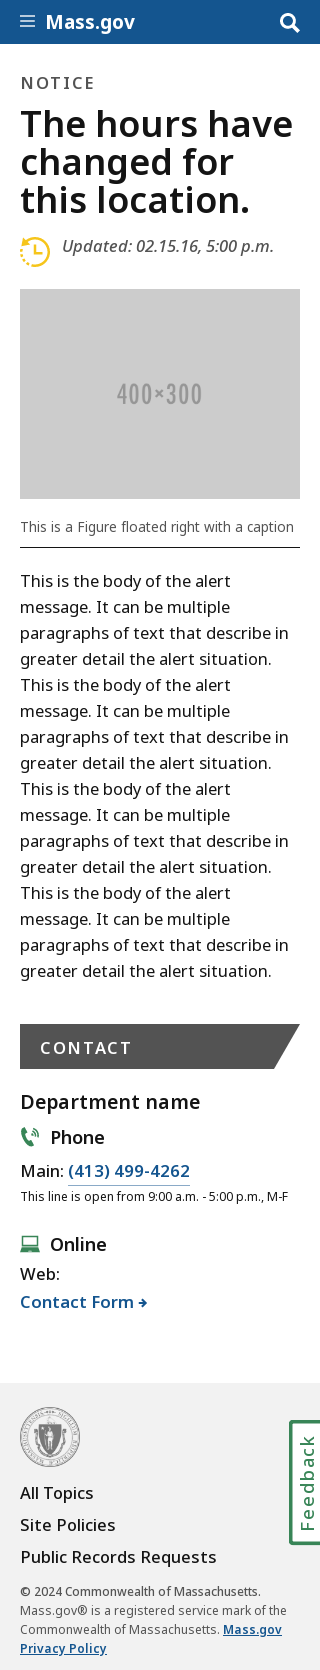 Mass.gov
NOTICE
The hours have
changed for
this location.
Updated: 02.15.16, 5:00 p.m.
400×300
This is a Figure floated right with a caption
This is the body of the alert
message. It can be multiple
paragraphs of text that describe in
greater detail the alert situation.
This is the body of the alert
message. It can be multiple
paragraphs of text that describe in
greater detail the alert situation.
This is the body of the alert
message. It can be multiple
paragraphs of text that describe in
greater detail the alert situation.
This is the body of the alert
message. It can be multiple
paragraphs of text that describe in
greater detail the alert situation.
CONTACT
Department name
Phone
Main: (413) 499-4262
This line is open from 9:00 a.m. - 5:00 p.m., M-F
Online
Web:
Contact Form
Feedback
All Topics
Site Policies
Public Records Requests
© 2024 Commonwealth of Massachusetts.
Mass.gov® is a registered service mark of the
Commonwealth of Massachusetts. Mass.gov
Privacy Policy